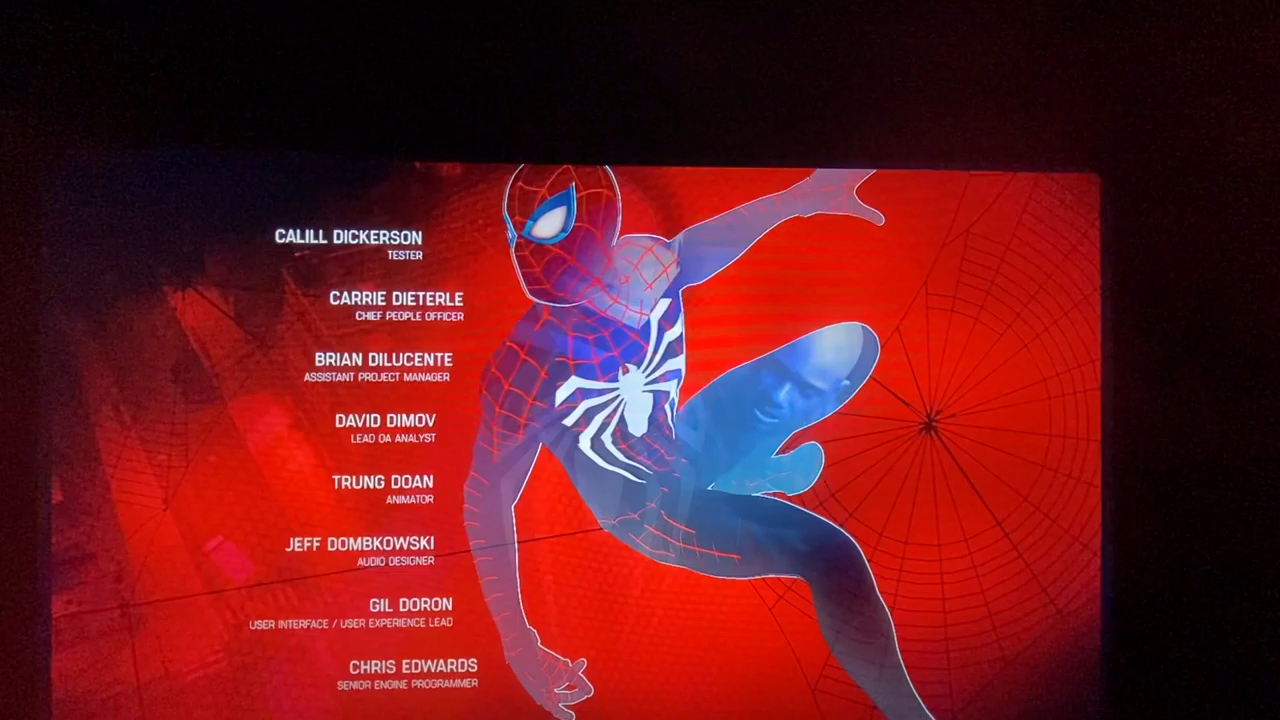 CALILL DICKERSON
TESTER
CARRIE DIETERLE
CHIEF PEOPLE OFFICER
BRIAN DILUCENTE
ASSISTANT PROJECT MANAGER
DAVID DIMOV
LEAD QA ANALYST
TRUNG DOAN
ANIMATOR
JEFF DOMBKOWSKI
AUDIO DESIGNER
GIL DORON
USER INTERFACE / USER EXPERIENCE LEAD
CHRIS EDWARDS
SENIOR ENGINE PROGRAMMER